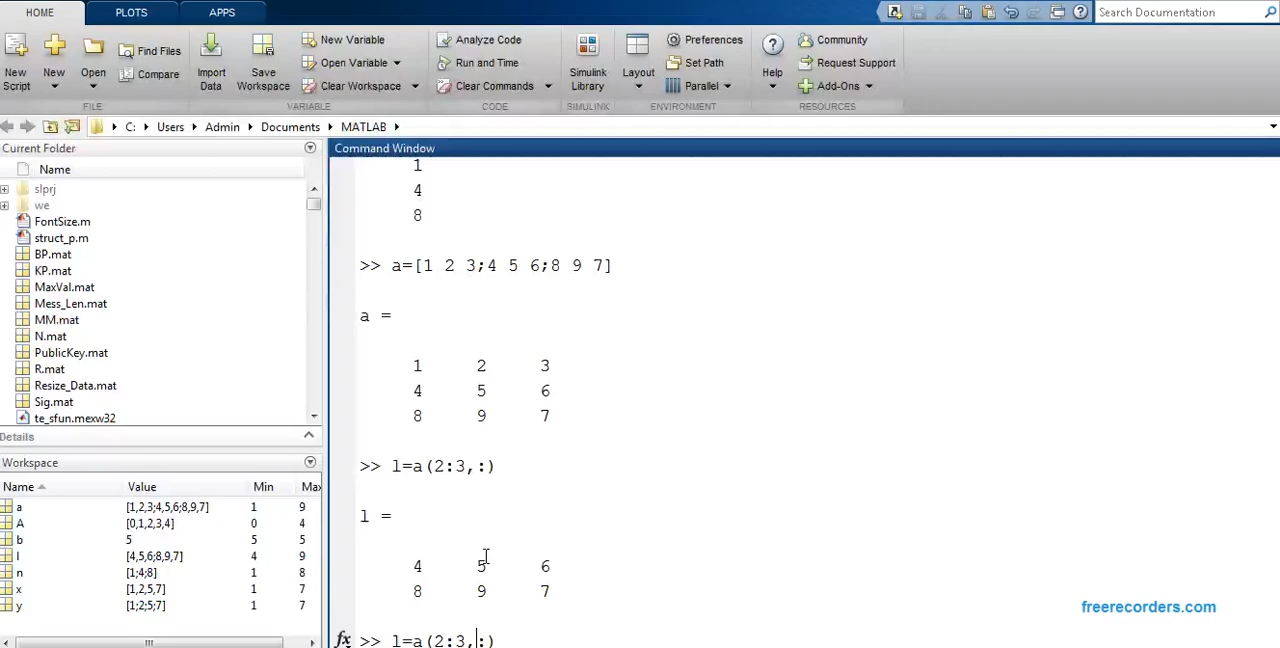 HOME PLOTS APPS Search Documentation
New Script New Open Find Files Compare Import Data Save Workspace New Variable Open Variable Clear Workspace Analyze Code Run and Time Clear Commands Simulink Library Layout Preferences Set Path Parallel Help Community Request Support Add-Ons
FILE VARIABLE CODE SIMULINK ENVIRONMENT RESOURCES
C: Users Admin Documents MATLAB
Current Folder
Name
slprj
we
FontSize.m
struct_p.m
BP.mat
KP.mat
MaxVal.mat
Mess_Len.mat
MM.mat
N.mat
PublicKey.mat
R.mat
Resize_Data.mat
Sig.mat
te_sfun.mexw32
Details
Workspace
Name Value Min Max
a [1,2,3;4,5,6;8,9,7] 1 9
A [0,1,2,3,4] 0 4
b 5 5 5
l [4,5,6;8,9,7] 4 9
n [1;4;8] 1 8
x [1,2,5,7] 1 7
y [1;2;5;7] 1 7
Command Window
1
4
8
>> a=[1 2 3;4 5 6;8 9 7]
a =
1 2 3
4 5 6
8 9 7
>> l=a(2:3,:)
l =
4 5 6
8 9 7
fx >> l=a(2:3,:)
freerecorders.com